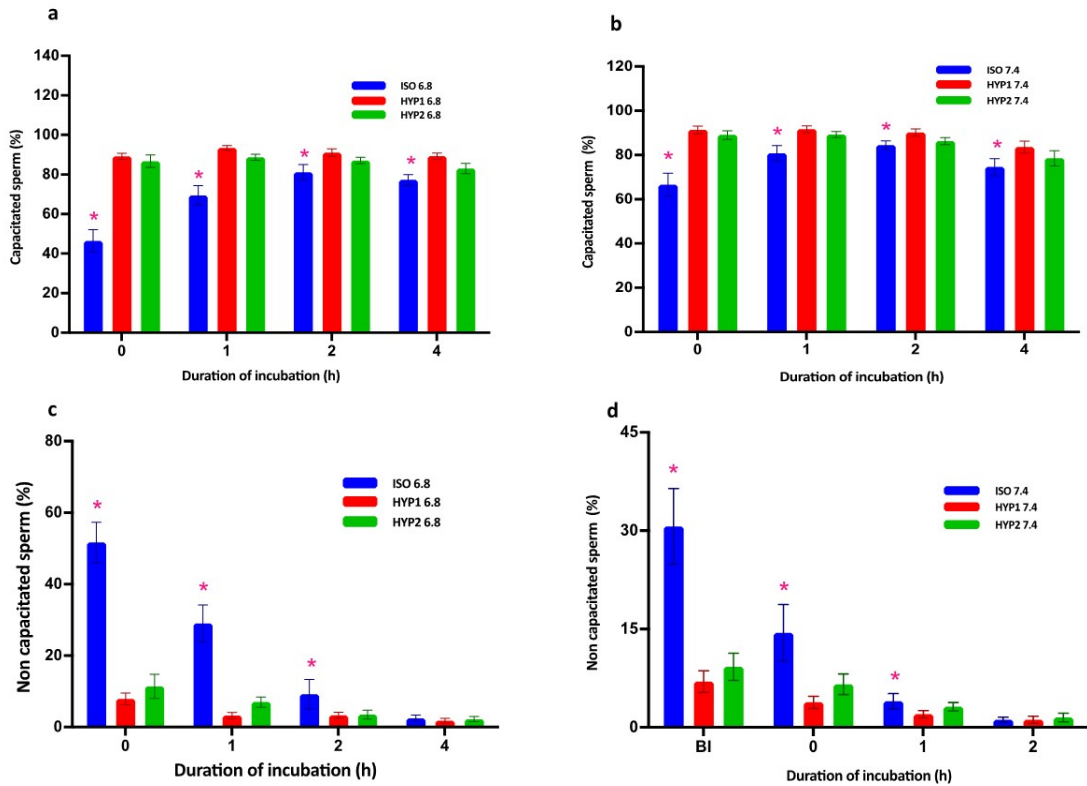 a
140
120
100
80
60
40
20
0
Capacitated sperm (%)
ISO 6.8
HYP1 6.8
HYP2 6.8
*
*
*
*
0 1 2 4
Duration of incubation (h)
b
120
100
80
60
40
20
0
Capacitated sperm (%)
ISO 7.4
HYP1 7.4
HYP2 7.4
*
*
*
*
0 1 2 4
Duration of incubation (h)
c
80
60
40
20
0
Non capacitated sperm (%)
ISO 6.8
HYP1 6.8
HYP2 6.8
*
*
*
0 1 2 4
Duration of incubation (h)
d
45
30
15
0
Non capacitated sperm (%)
ISO 7.4
HYP1 7.4
HYP2 7.4
*
*
*
BI 0 1 2
Duration of incubation (h)